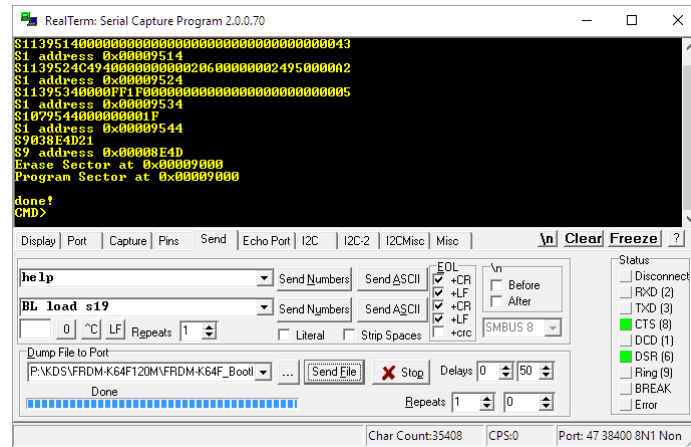 RealTerm: Serial Capture Program 2.0.0.70
S11395140000000000000000000000000000000043
S1 address 0x00009514
S1139524C494000000000206000000024950000A2
S1 address 0x00009524
S11395340000FF1F00000000000000000000000005
S1 address 0x00009534
S1079544000000001F
S1 address 0x00009544
S9038E4D21
S9 address 0x00008E4D
Erase Sector at 0x00009000
Program Sector at 0x00009000
done!
CMD>
Display Port Capture Pins Send Echo Port I2C I2C-2 I2CMisc Misc \n Clear Freeze ?
help Send Numbers Send ASCII
BL load s19 Send Numbers Send ASCII
EOL
+CR
+LF
+CR
+LF
+crc
\n
Before
After
SMBUS 8
0 ^C LF Repeats 1 Literal Strip Spaces
Dump File to Port
P:\KDS\FRDM-K64F120M\FRDM-K64F_Bootl ... Send File Stop Delays 0 50
Done
Repeats 1 0
Status
Disconnect
RXD (2)
TXD (3)
CTS (8)
DCD (1)
DSR (6)
Ring (9)
BREAK
Error
Char Count:35408 CPS:0 Port: 47 38400 8N1 Non